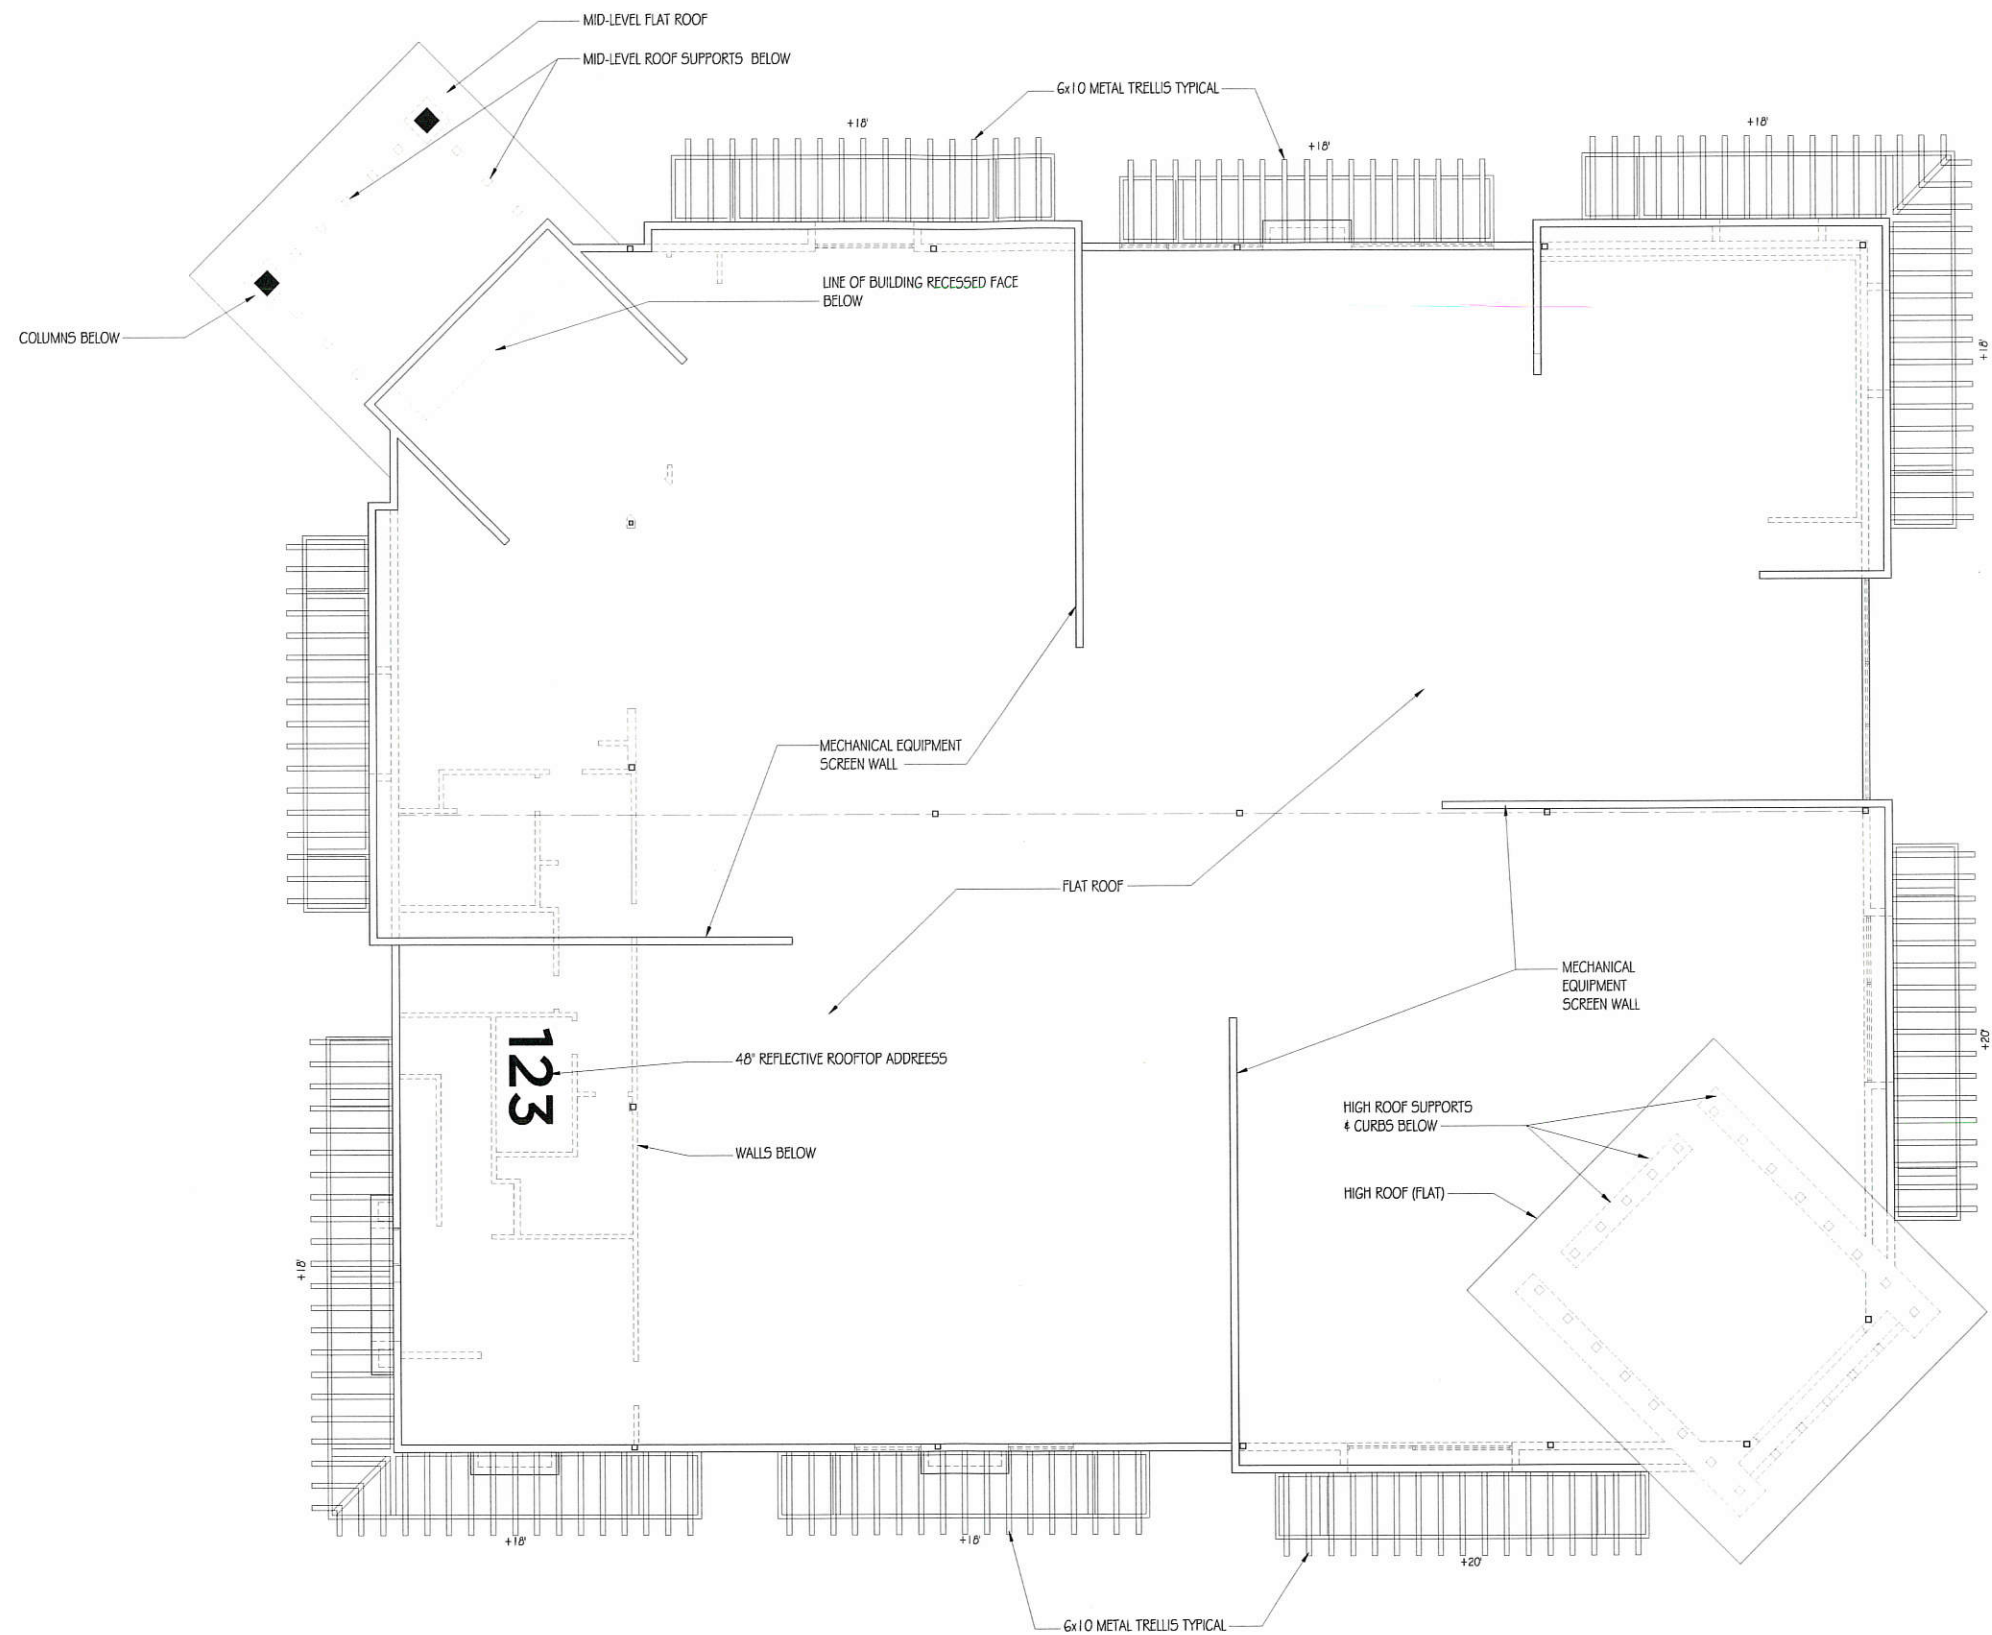 MID-LEVEL FLAT ROOF
MID-LEVEL ROOF SUPPORTS BELOW
6x10 METAL TRELLIS TYPICAL
+18'
+18'
+18'
LINE OF BUILDING RECESSED FACE
BELOW
COLUMNS BELOW
+18'
MECHANICAL EQUIPMENT
SCREEN WALL
FLAT ROOF
MECHANICAL
EQUIPMENT
SCREEN WALL
123
48" REFLECTIVE ROOFTOP ADDREESS
+20'
HIGH ROOF SUPPORTS
& CURBS BELOW
WALLS BELOW
HIGH ROOF (FLAT)
+18'
+18'
+18'
+20'
6x10 METAL TRELLIS TYPICAL